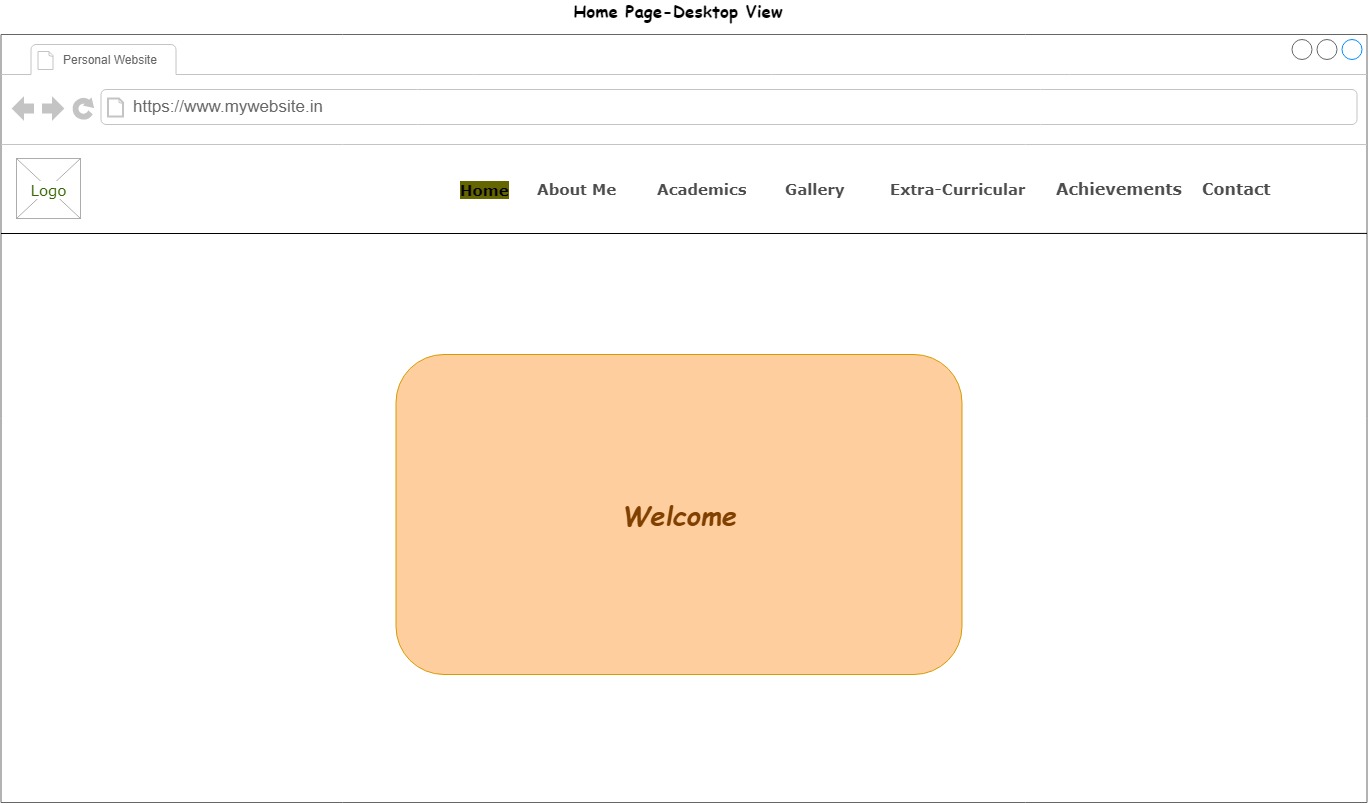 Home Page-Desktop View
Personal Website
https://www.mywebsite.in
Logo
Home About Me Academics Gallery Extra-Curricular Achievements Contact
Welcome